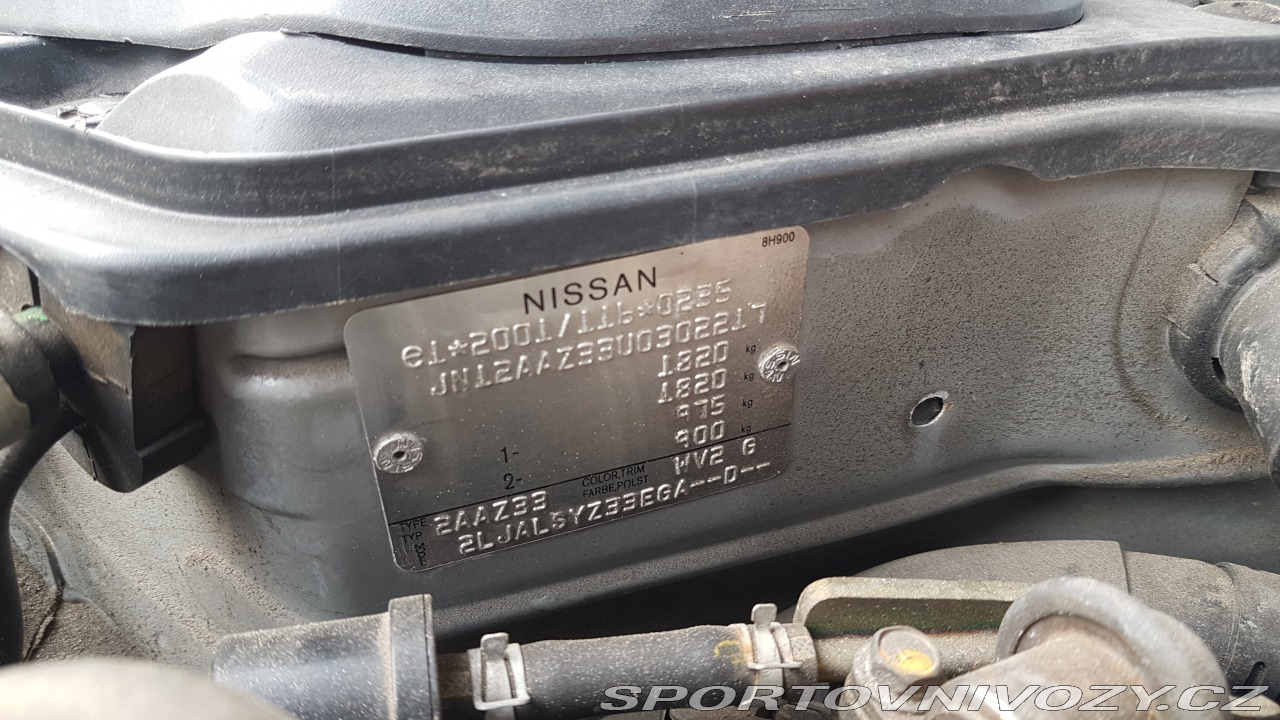 8H900
NISSAN
e1*2001/116*0235
JN12AAZ33U0302217
1820 kg
1820 kg
1- 975 kg
2- 900 kg
COLOR,TRIM
FARBE,POLST WV2 G
TYPE
TYP 2AAZ33
2LJALSYZ33EGA--D--
SPORTOVNIVOZY.CZ